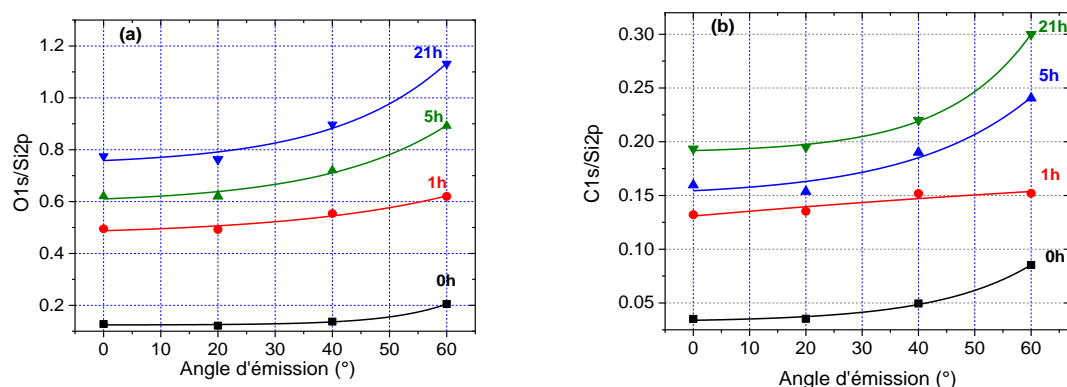 (a)
1.2
1.0
0.8
0.6
0.4
0.2
O1s/Si2p
21h
5h
1h
0h
0 10 20 30 40 50 60
Angle d'émission (°)
(b)
0.30
0.25
0.20
0.15
0.10
0.05
C1s/Si2p
21h
5h
1h
0h
0 10 20 30 40 50 60
Angle d'émission (°)